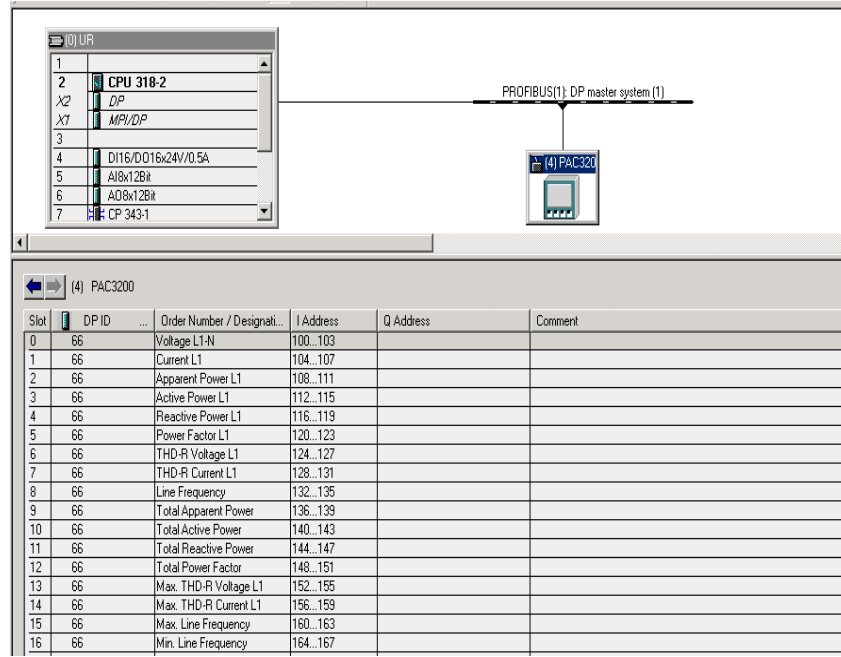 (0) UR
1
2 CPU 318-2
X2 DP
X1 MPI/DP
3
4 DI16/DO16x24V/0.5A
5 AI8x12Bit
6 AO8x12Bit
7 CP 343-1
PROFIBUS(1): DP master system (1)
(4) PAC320
(4) PAC3200
Slot DP ID ... Order Number / Designati... I Address Q Address Comment
0 66 Voltage L1-N 100...103
1 66 Current L1 104...107
2 66 Apparent Power L1 108...111
3 66 Active Power L1 112...115
4 66 Reactive Power L1 116...119
5 66 Power Factor L1 120...123
6 66 THD-R Voltage L1 124...127
7 66 THD-R Current L1 128...131
8 66 Line Frequency 132...135
9 66 Total Apparent Power 136...139
10 66 Total Active Power 140...143
11 66 Total Reactive Power 144...147
12 66 Total Power Factor 148...151
13 66 Max. THD-R Voltage L1 152...155
14 66 Max. THD-R Current L1 156...159
15 66 Max. Line Frequency 160...163
16 66 Min. Line Frequency 164...167